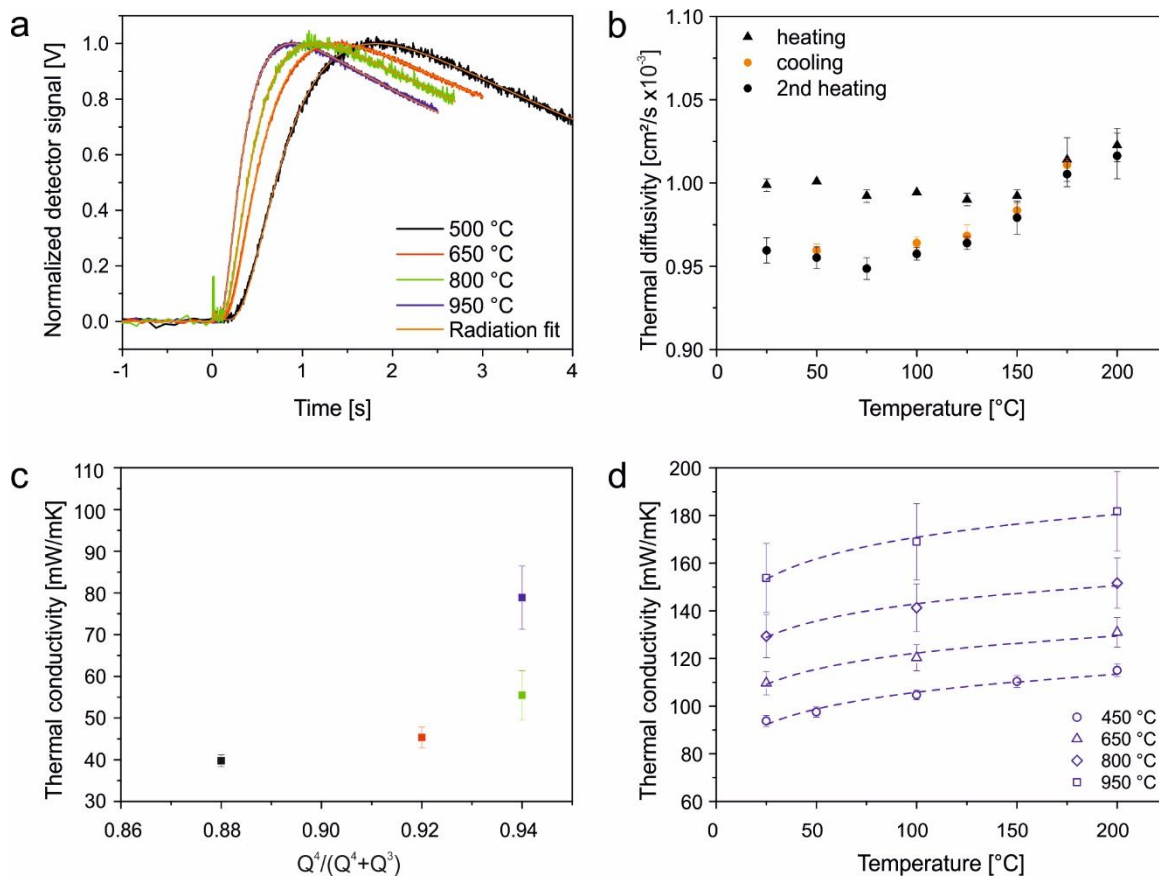 a
Normalized detector signal [V]
1.0
0.8
0.6
0.4
0.2
0.0
-1
0
1
2
3
4
Time [s]
500 °C
650 °C
800 °C
950 °C
Radiation fit
b
Thermal diffusivity [cm²/s x10⁻³]
1.10
1.05
1.00
0.95
0.90
0
50
100
150
200
Temperature [°C]
heating
cooling
2nd heating
c
Thermal conductivity [mW/mK]
110
100
90
80
70
60
50
40
30
0.86
0.88
0.90
0.92
0.94
Q⁴/(Q⁴+Q³)
d
Thermal conductivity [mW/mK]
200
180
160
140
120
100
80
60
0
50
100
150
200
Temperature [°C]
450 °C
650 °C
800 °C
950 °C